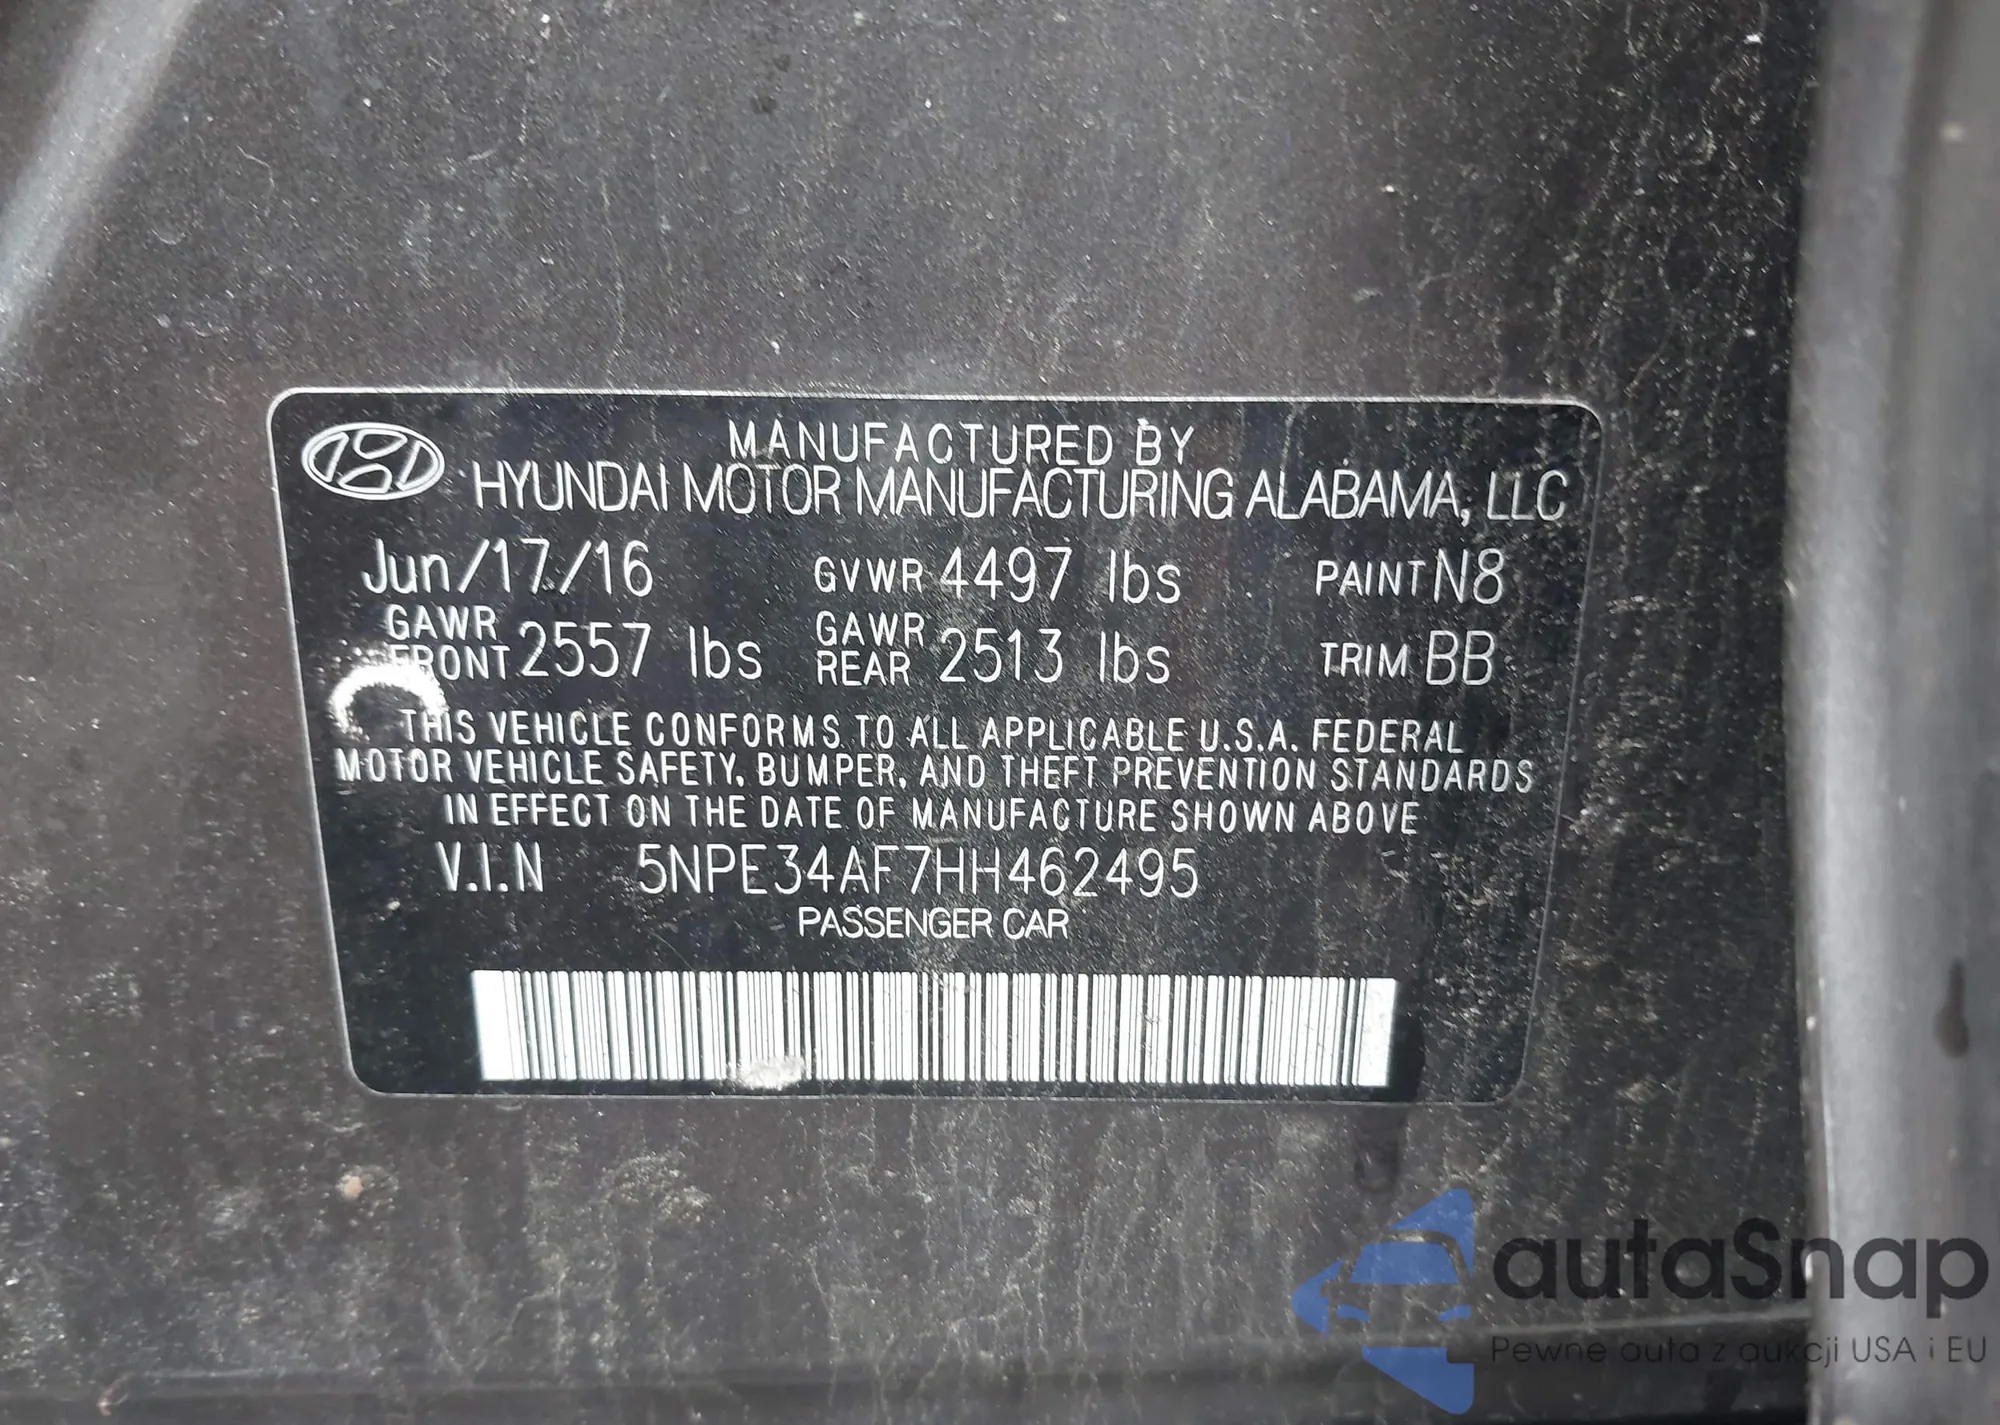 MANUFACTURED BY
HYUNDAI MOTOR MANUFACTURING ALABAMA, LLC
Jun/17/16 GVWR 4497 lbs PAINT N8
GAWR FRONT 2557 lbs GAWR REAR 2513 lbs TRIM BB
THIS VEHICLE CONFORMS TO ALL APPLICABLE U.S.A. FEDERAL
MOTOR VEHICLE SAFETY, BUMPER, AND THEFT PREVENTION STANDARDS
IN EFFECT ON THE DATE OF MANUFACTURE SHOWN ABOVE
V.I.N 5NPE34AF7HH462495
PASSENGER CAR
autaSnap
Pewne auta z aukcji USA i EU